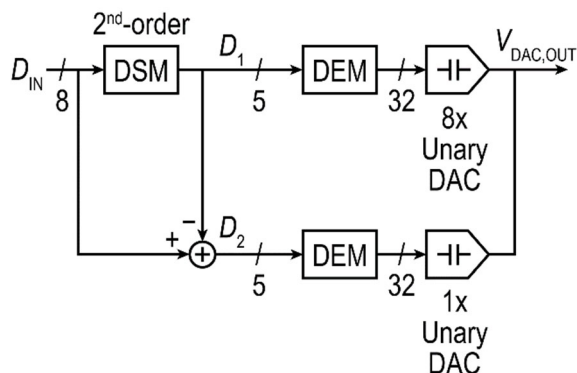 2nd-order
DIN
8
DSM
D1
5
DEM
32
8x
Unary
DAC
VDAC,OUT
−
+
+
D2
5
DEM
32
1x
Unary
DAC